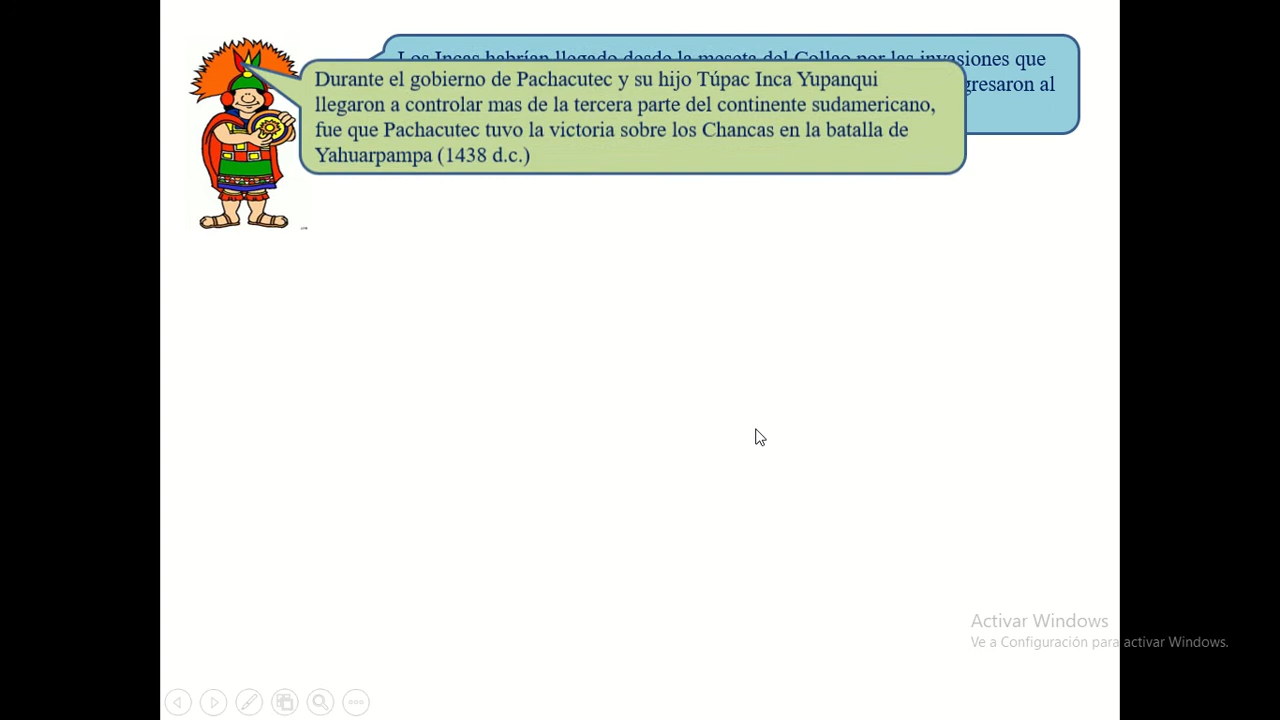 Los Incas habrían llegado desde la meseta del Collao por las invasiones que
gresaron al
Durante el gobierno de Pachacutec y su hijo Túpac Inca Yupanqui
llegaron a controlar mas de la tercera parte del continente sudamericano,
fue que Pachacutec tuvo la victoria sobre los Chancas en la batalla de
Yahuarpampa (1438 d.c.)
Activar Windows
Ve a Configuración para activar Windows.